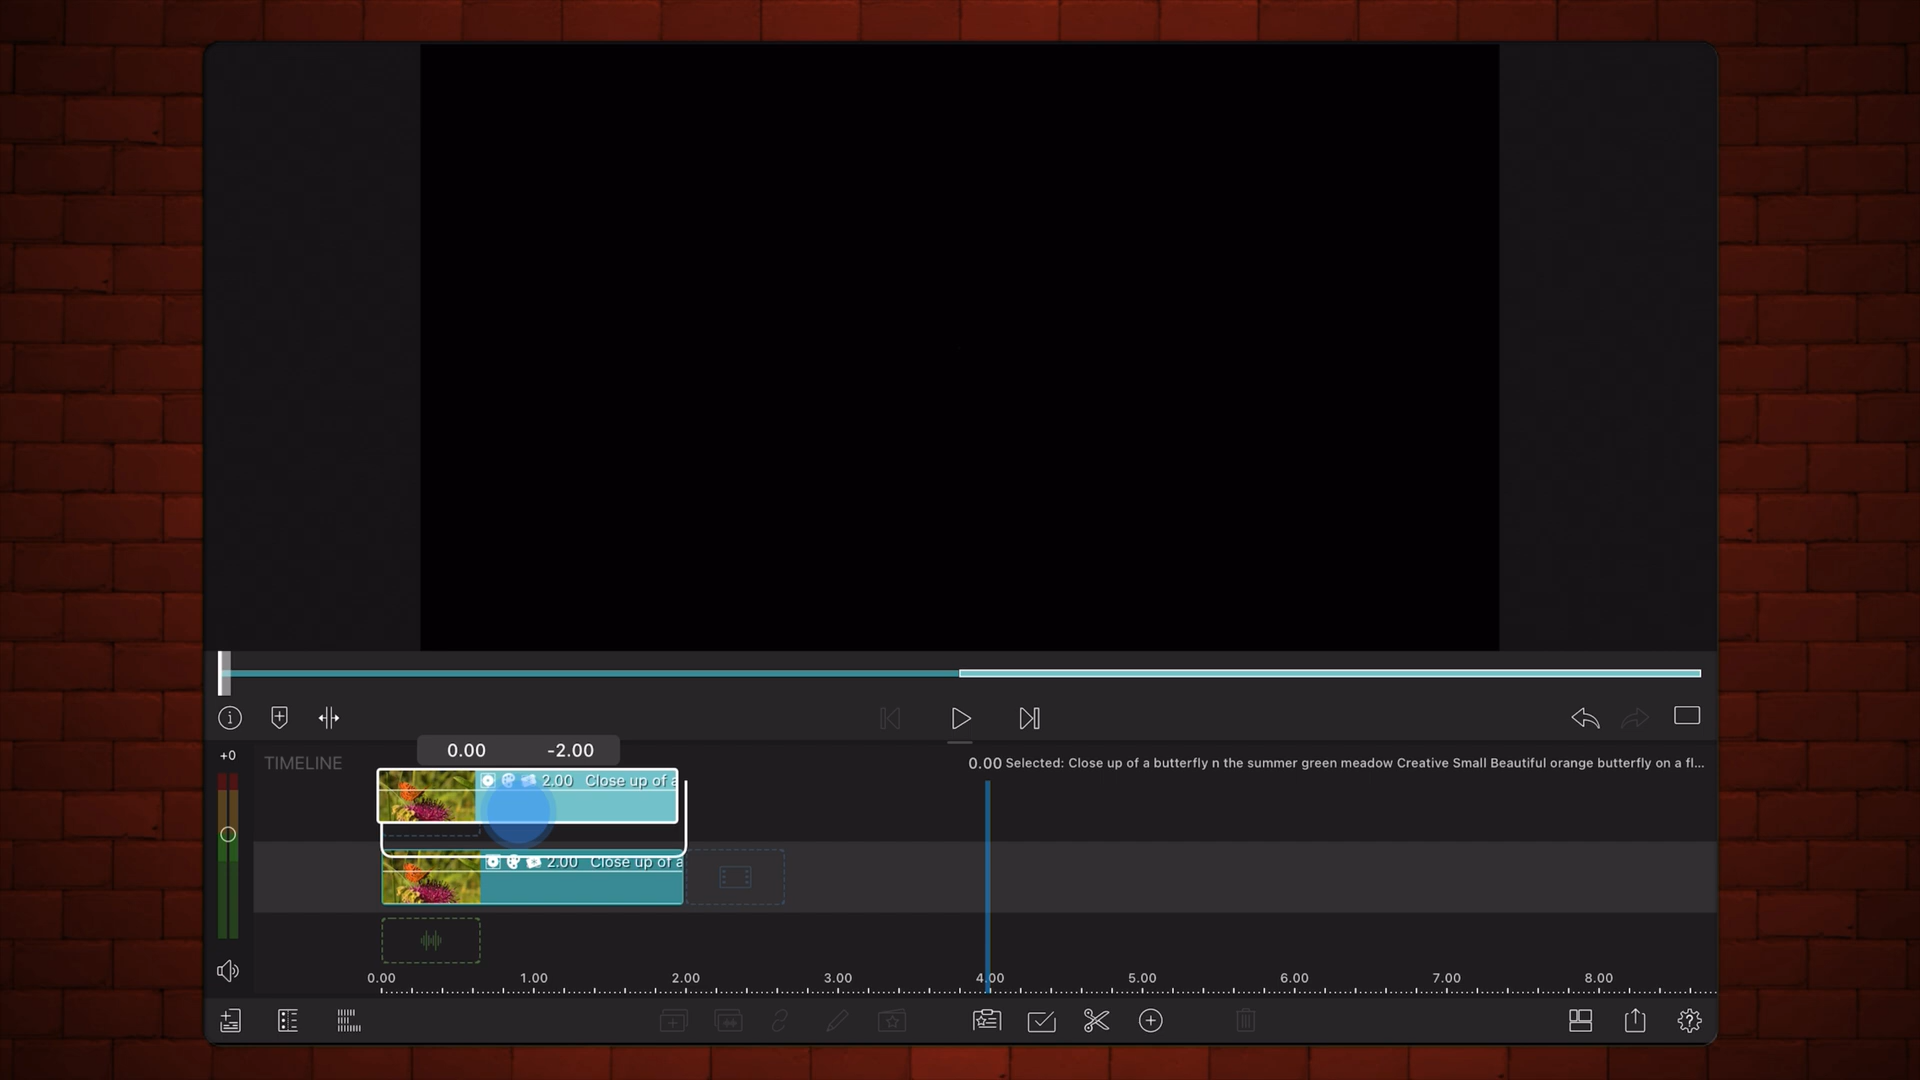 +0
TIMELINE
0.00 -2.00
0.00 Selected: Close up of a butterfly n the summer green meadow Creative Small Beautiful orange butterfly on a fl...
2.00 Close up of a
2.00 Close up of a
0.00 1.00 2.00 3.00 4.00 5.00 6.00 7.00 8.00